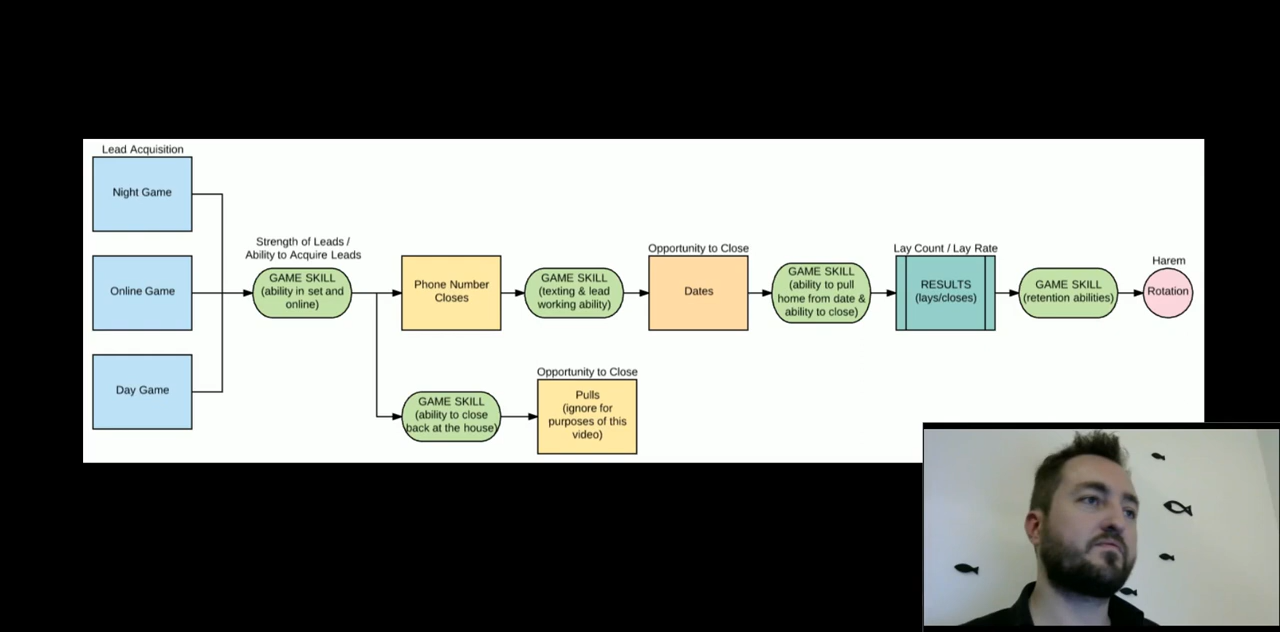 Lead Acquisition
Night Game
Online Game
Day Game
Strength of Leads /
Ability to Acquire Leads
GAME SKILL
(ability in set and
online)
Phone Number
Closes
GAME SKILL
(texting & lead
working ability)
Opportunity to Close
Dates
GAME SKILL
(ability to pull
home from date &
ability to close)
Lay Count / Lay Rate
RESULTS
(lays/closes)
GAME SKILL
(retention abilities)
Harem
Rotation
GAME SKILL
(ability to close
back at the house)
Opportunity to Close
Pulls
(ignore for
purposes of this
video)